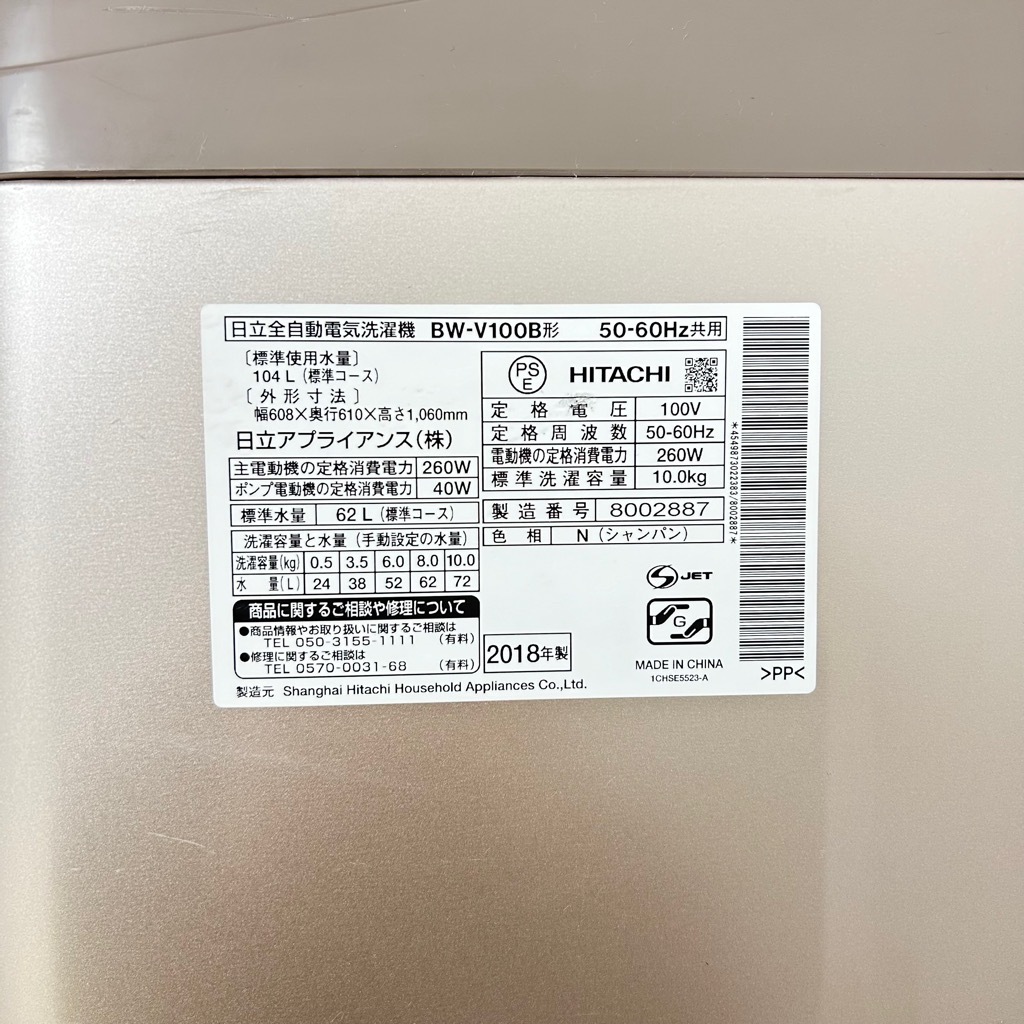 日立全自動電気洗濯機 BW-V100B形 50-60Hz共用
〔標準使用水量〕
104 L (標準コース)
〔外形寸法〕
幅608×奥行610×高さ1,060mm
日立アプライアンス(株)
主電動機の定格消費電力 260W
ポンプ電動機の定格消費電力 40W
標準水量 62 L (標準コース)
洗濯容量と水量 (手動設定の水量)
洗濯容量(kg) 0.5 3.5 6.0 8.0 10.0
水量(L) 24 38 52 62 72
商品に関するご相談や修理について
●商品情報やお取り扱いに関するご相談は
TEL 050-3155-1111 (有料)
●修理に関するご相談は
TEL 0570-0031-68 (有料)
製造元 Shanghai Hitachi Household Appliances Co.,Ltd.
PS
E
HITACHI
定格電圧 100V
定格周波数 50-60Hz
電動機の定格消費電力 260W
標準洗濯容量 10.0kg
製造番号 8002887
色相 N (シャンパン)
S JET
G
2018年製
MADE IN CHINA
1CHSE5523-A
*4549873022383/8002887*
>PP<